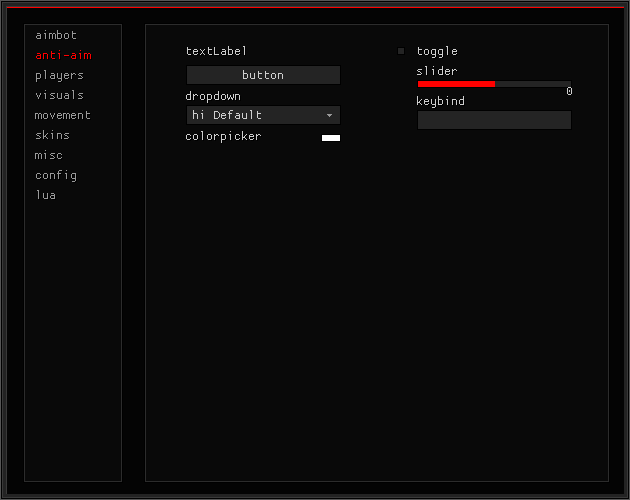 aimbot
anti-aim
players
visuals
movement
skins
misc
config
lua
textLabel
button
dropdown
hi Default
colorpicker
toggle
slider
0
keybind